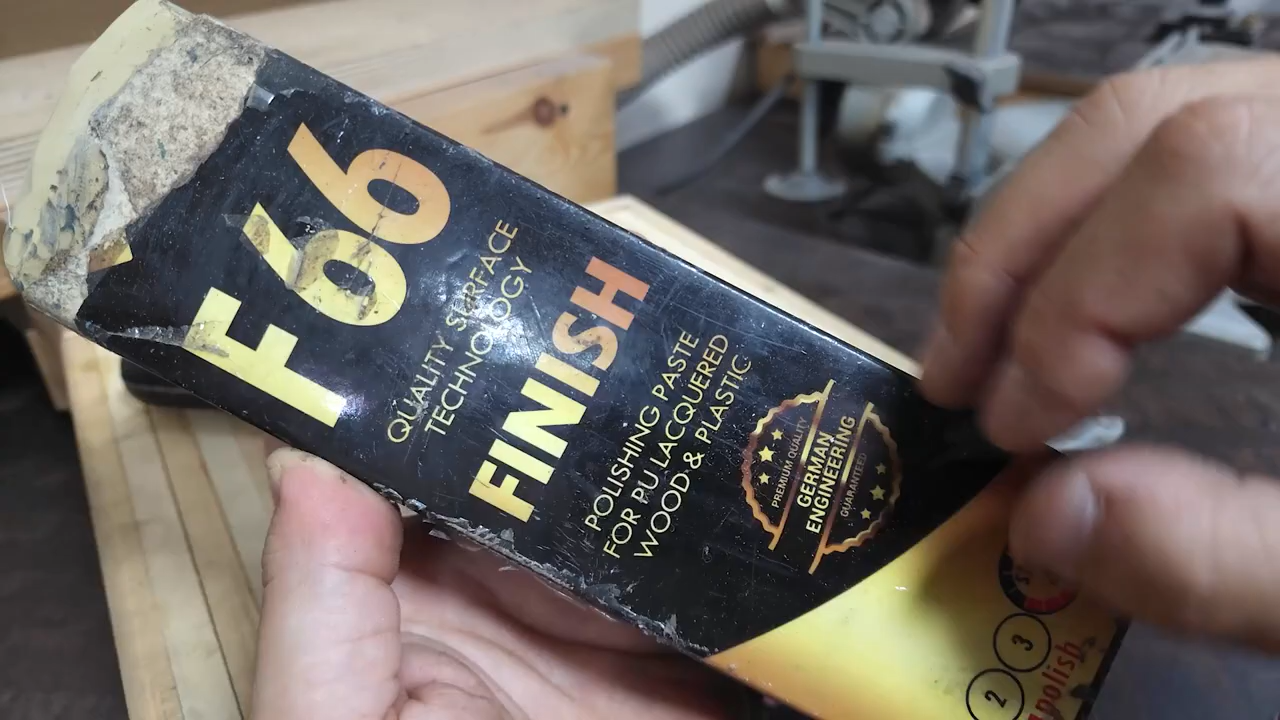 F66
QUALITY SURFACE
TECHNOLOGY
FINISH
POLISHING PASTE
FOR PU LACQUERED
WOOD & PLASTIC
PREMIUM QUALITY
GERMAN
ENGINEERING
GUARANTEED
2 3
polish